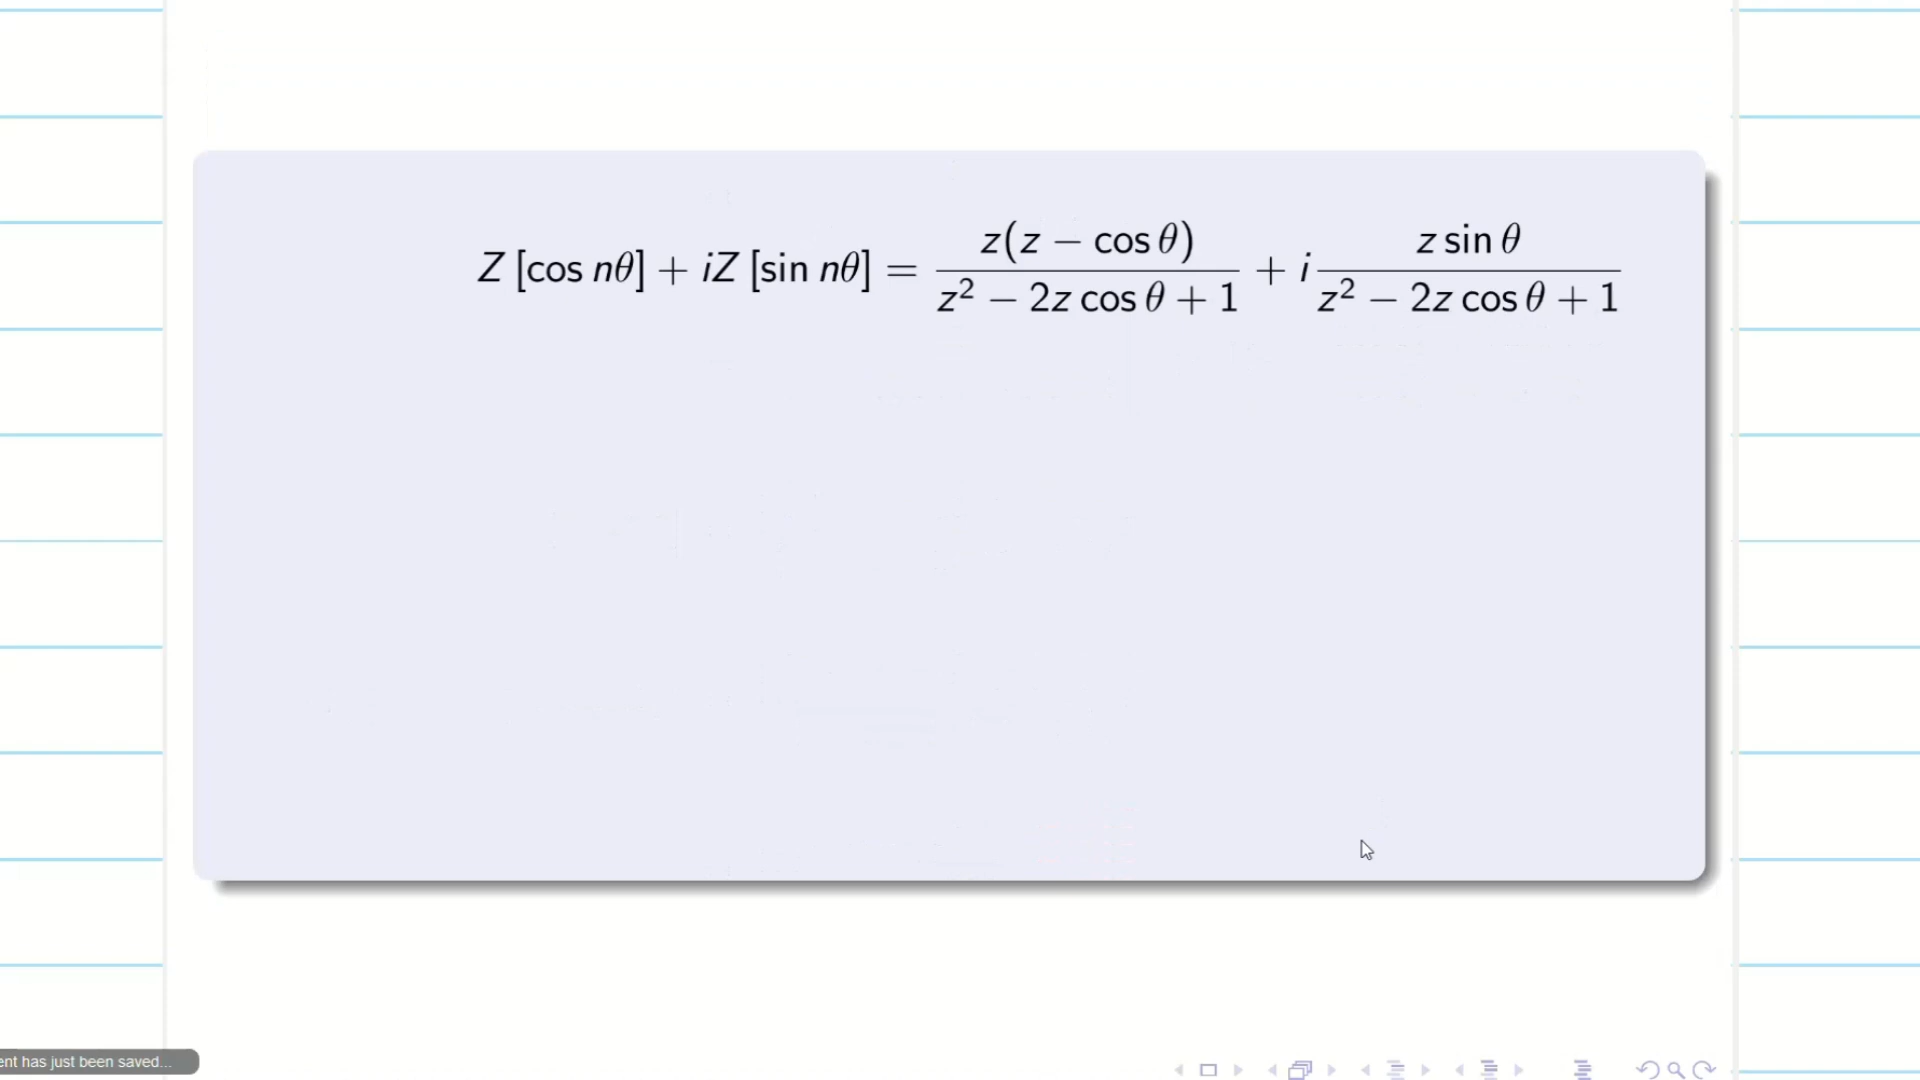 Z [cos nθ] + iZ [sin nθ] = z(z − cos θ) / z² − 2z cos θ + 1 + i z sin θ / z² − 2z cos θ + 1
ent has just been saved...